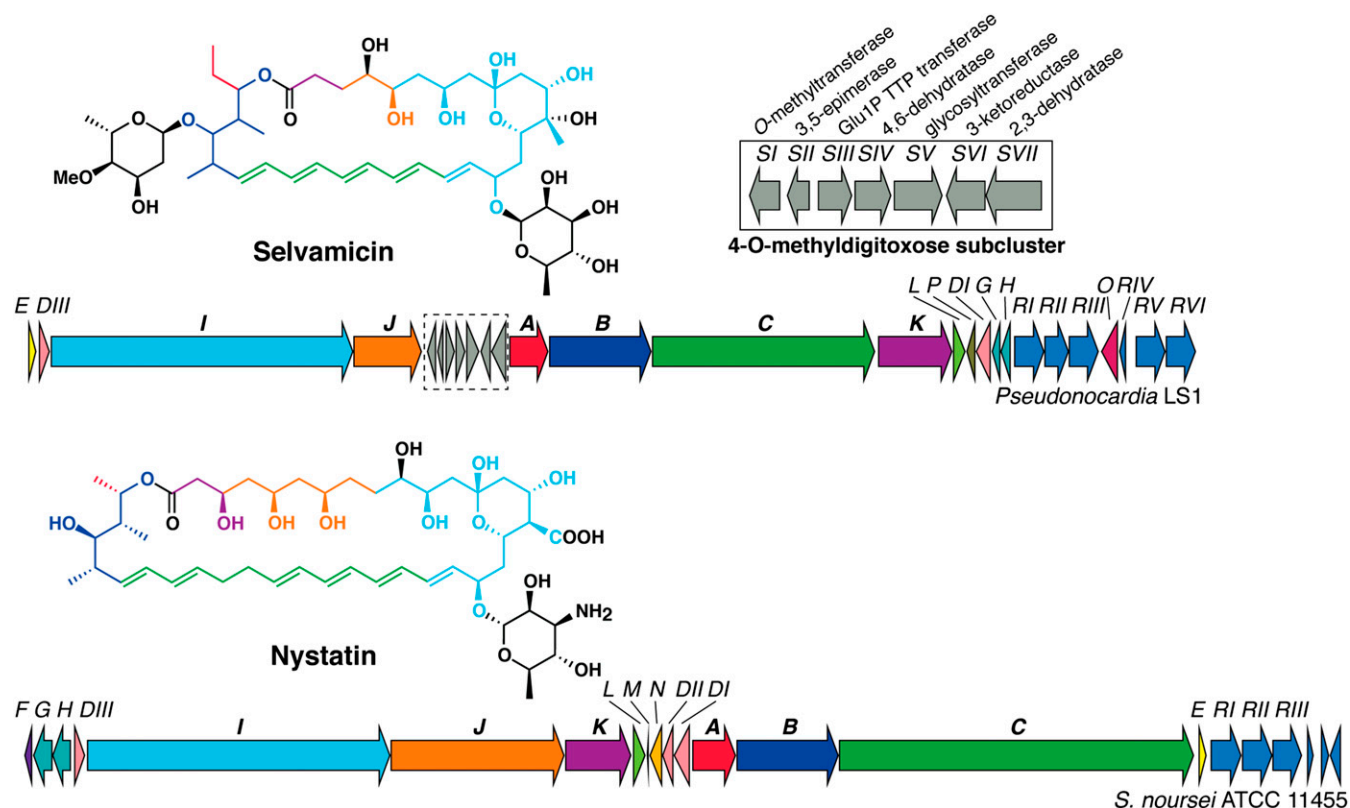 O-methyltransferase
3,5-epimerase
Glu1P TTP transferase
4,6-dehydratase
glycosyltransferase
3-ketoreductase
2,3-dehydratase
SI SII SIII SIV SV SVI SVII
4-O-methyldigitoxose subcluster
OH OH OH
O O OH OH O OH
O O O
MeO OH
O OH OH O OH
Selvamicin
E DIII I J A B C K L P DI G H RI RII RIII O RIV RV RVI
Pseudonocardia LS1
OH OH OH
O O OH OH OH OH O COOH
HO
O OH NH2 O OH
Nystatin
F G H DIII I J K L M N DII DI A B C E RI RII RIII
S. noursei ATCC 11455